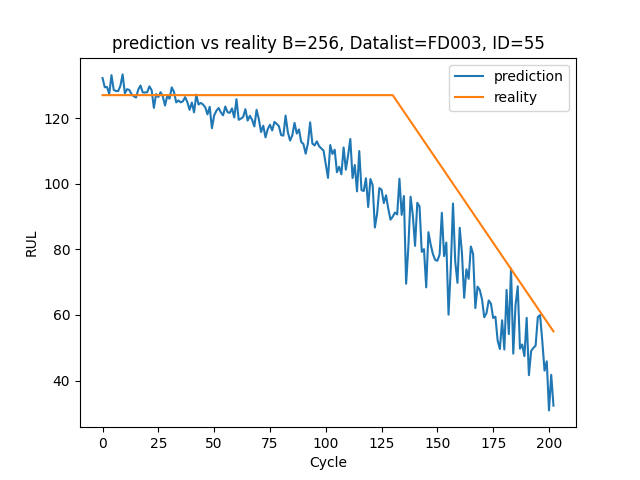 prediction vs reality B=256, Datalist=FD003, ID=55
prediction
reality
RUL
120
100
80
60
40
0 25 50 75 100 125 150 175 200
Cycle